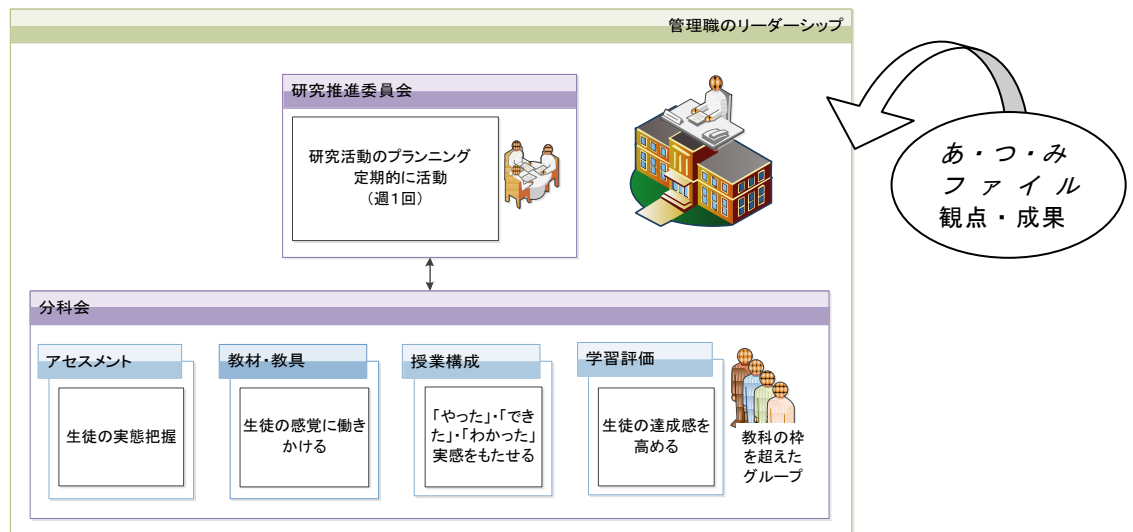 管理職のリーダーシップ
研究推進委員会
研究活動のプランニング
定期的に活動
(週1回)
あ・つ・み
ファイル
観点・成果
分科会
アセスメント
生徒の実態把握
教材・教具
生徒の感覚に働き
かける
授業構成
「やった」・「でき
た」・「わかった」
実感をもたせる
学習評価
生徒の達成感を
高める
教科の枠
を超えた
グループ